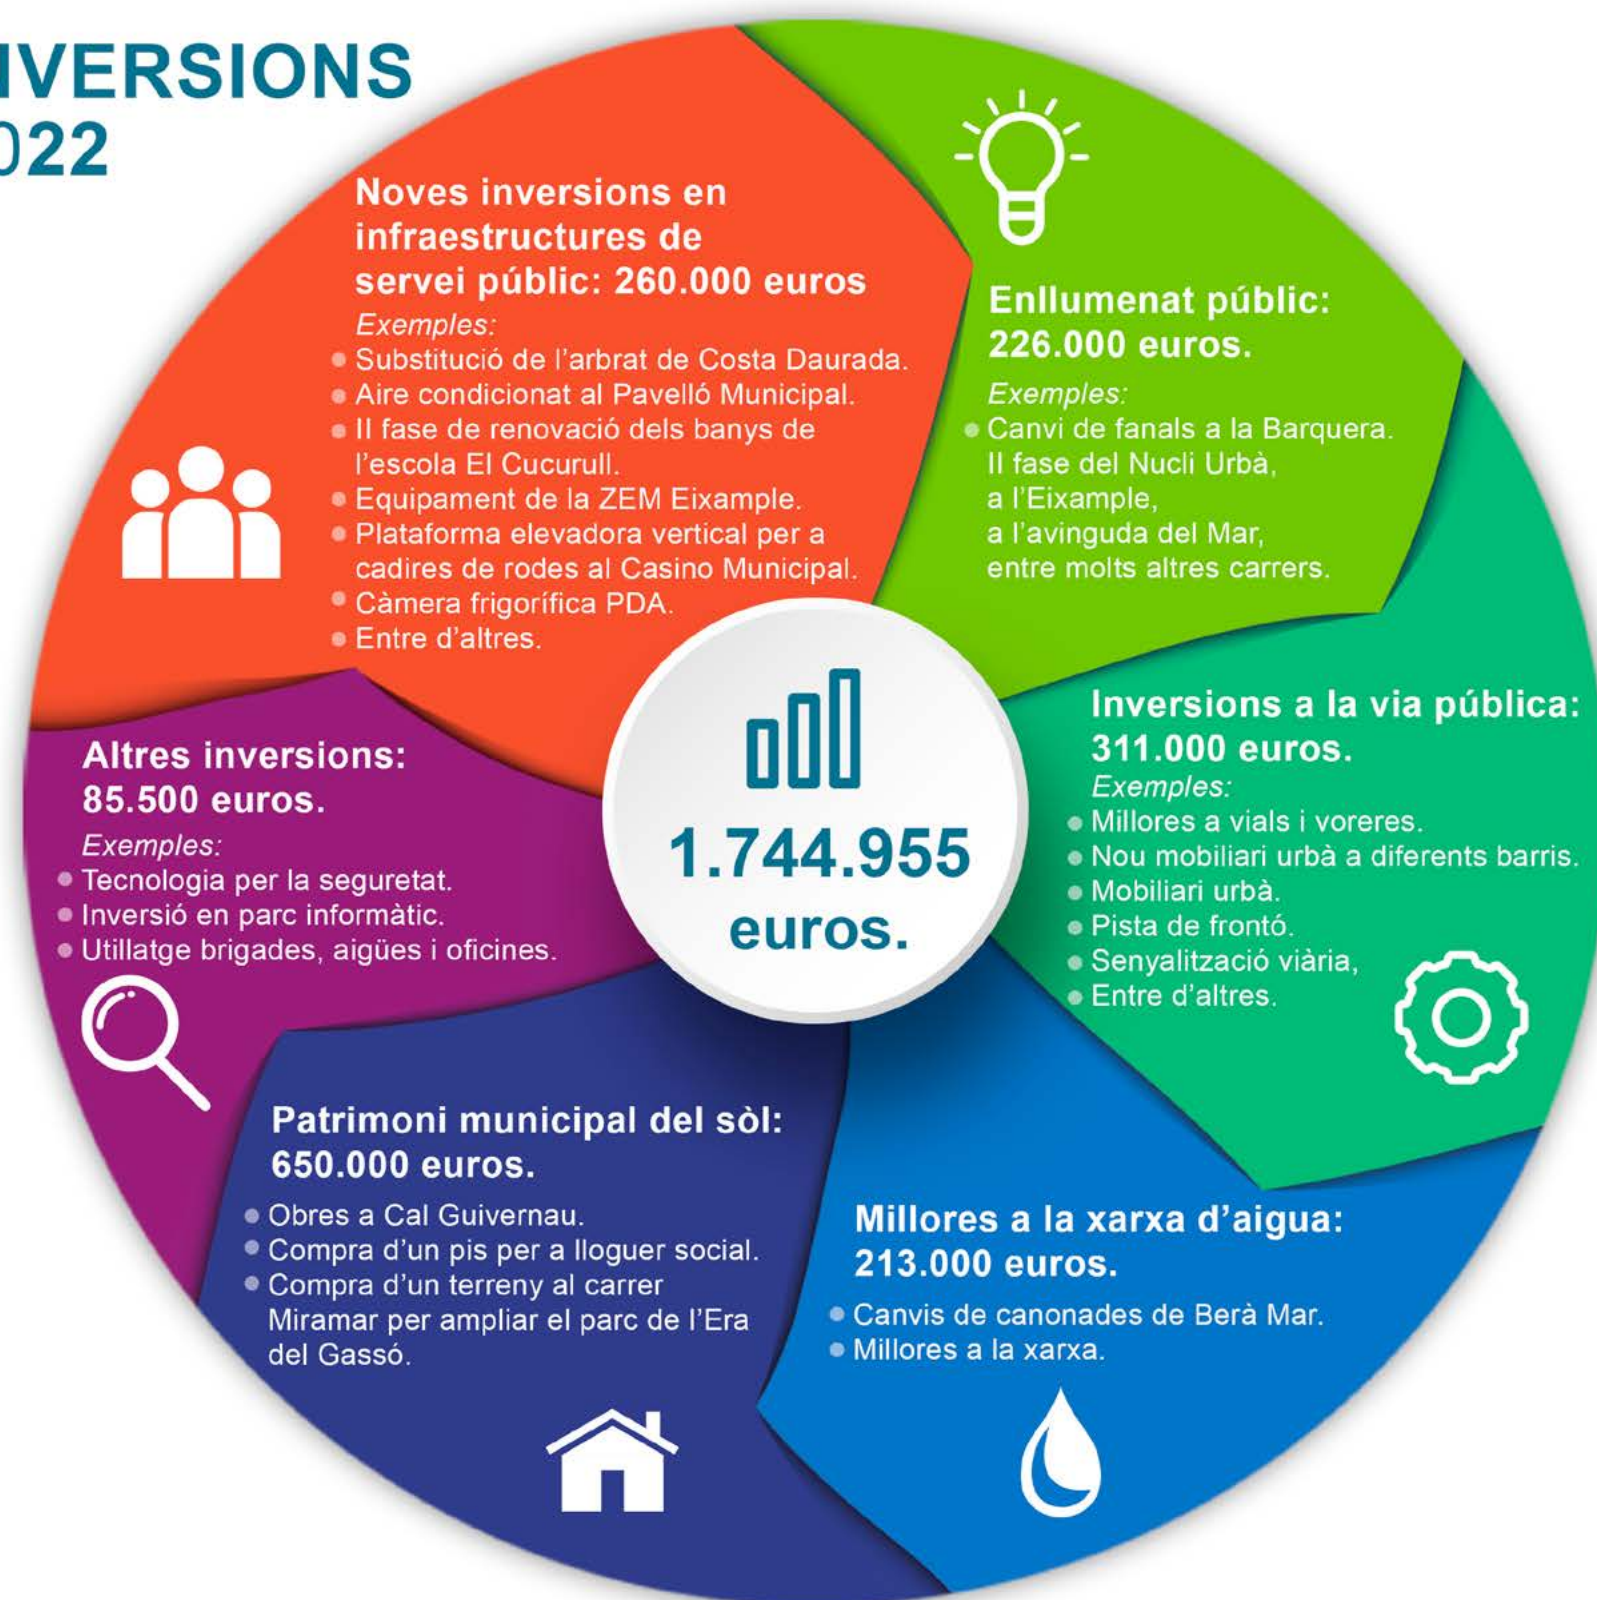 NVERSIONS
2022
Noves inversions en
infraestructures de
servei públic: 260.000 euros
Exemples:
Substitució de l'arbrat de Costa Daurada.
Aire condicionat al Pavelló Municipal.
II fase de renovació dels banys de
l'escola El Cucurull.
Equipament de la ZEM Eixample.
Plataforma elevadora vertical per a
cadires de rodes al Casino Municipal.
Càmera frigorífica PDA.
Entre d'altres.
Enllumenat públic:
226.000 euros.
Exemples:
Canvi de fanals a la Barquera.
II fase del Nucli Urbà,
a l'Eixample,
a l'avinguda del Mar,
entre molts altres carrers.
Inversions a la via pública:
311.000 euros.
Exemples:
Millores a vials i voreres.
Nou mobiliari urbà a diferents barris.
Mobiliari urbà.
Pista de frontó.
Senyalització viària,
Entre d'altres.
Millores a la xarxa d'aigua:
213.000 euros.
Canvis de canonades de Berà Mar.
Millores a la xarxa.
Patrimoni municipal del sòl:
650.000 euros.
Obres a Cal Guivernau.
Compra d'un pis per a lloguer social.
Compra d'un terreny al carrer
Miramar per ampliar el parc de l'Era
del Gassó.
Altres inversions:
85.500 euros.
Exemples:
Tecnologia per la seguretat.
Inversió en parc informàtic.
Utillatge brigades, aigües i oficines.
1.744.955
euros.